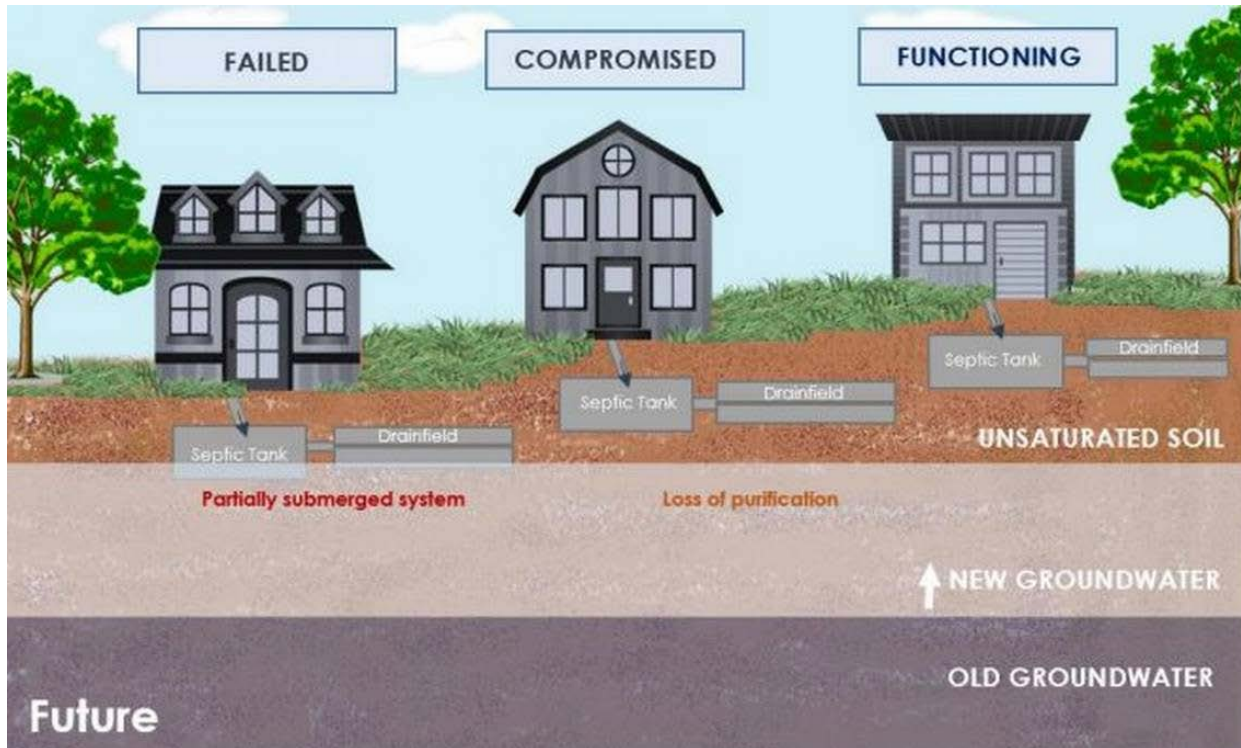 FAILED
COMPROMISED
FUNCTIONING
Septic Tank
Drainfield
Septic Tank
Drainfield
Septic Tank
Drainfield
UNSATURATED SOIL
Partially submerged system
Loss of purification
NEW GROUNDWATER
OLD GROUNDWATER
Future